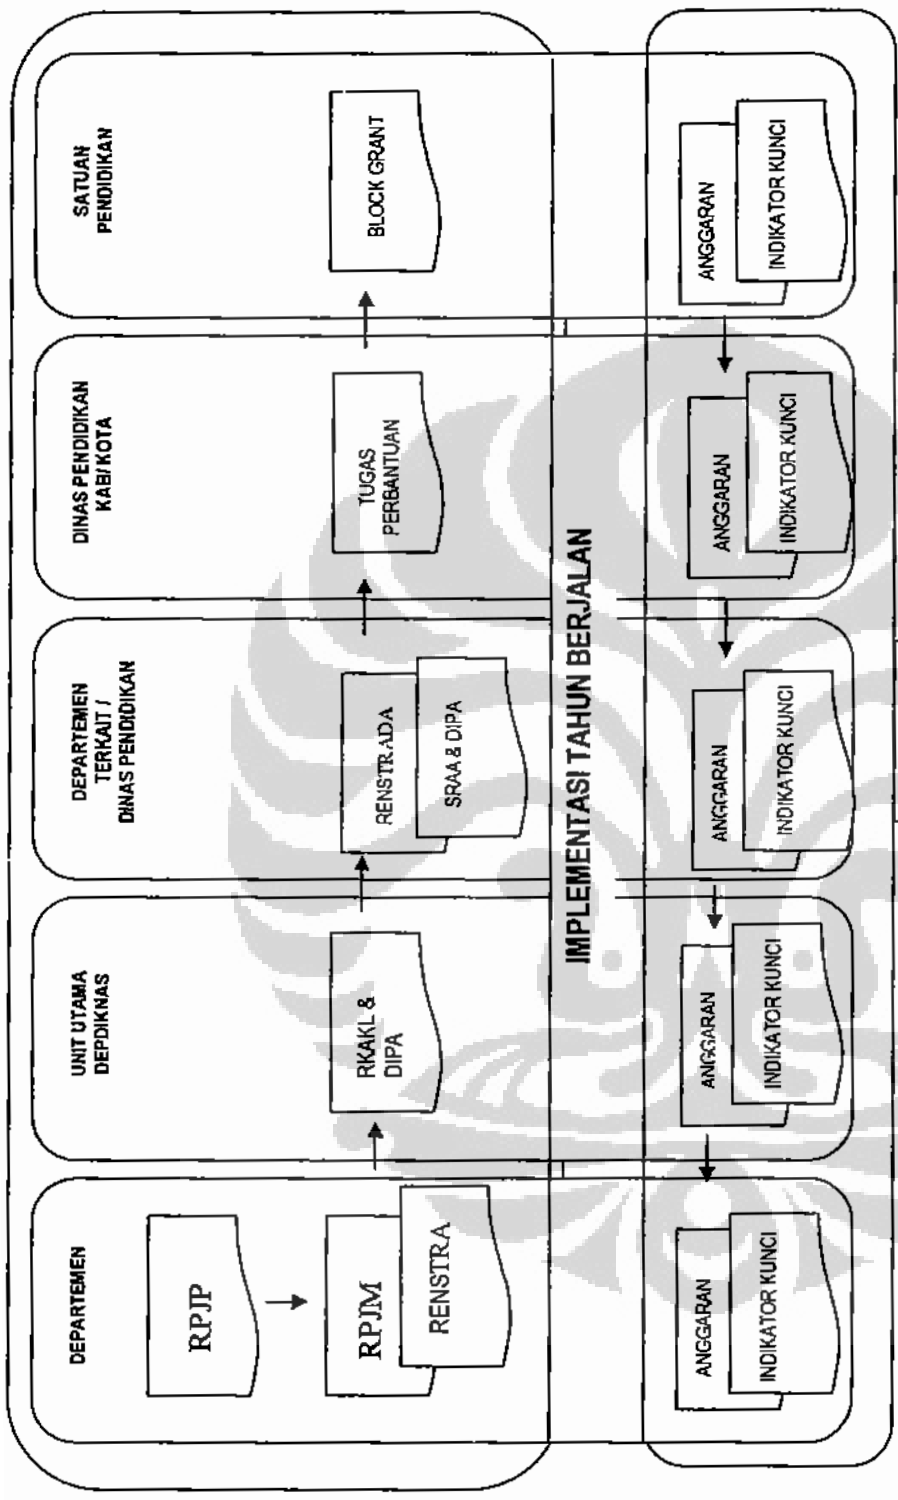 DEPARTEMEN
RPJP
RPJM
RENSTRA
UNIT UTAMA
DEPDIKNAS
RKAKL &
DIPA
DEPARTEMEN
TERKAIT /
DINAS PENDIDIKAN
RENSTRADA
SRAA & DIPA
DINAS PENDIDIKAN
KAB/KOTA
TUGAS
PERBANTUAN
SATUAN
PENDIDIKAN
BLOCK GRANT
IMPLEMENTASI TAHUN BERJALAN
ANGGARAN
INDIKATOR KUNCI
ANGGARAN
INDIKATOR KUNCI
ANGGARAN
INDIKATOR KUNCI
ANGGARAN
INDIKATOR KUNCI
ANGGARAN
INDIKATOR KUNCI